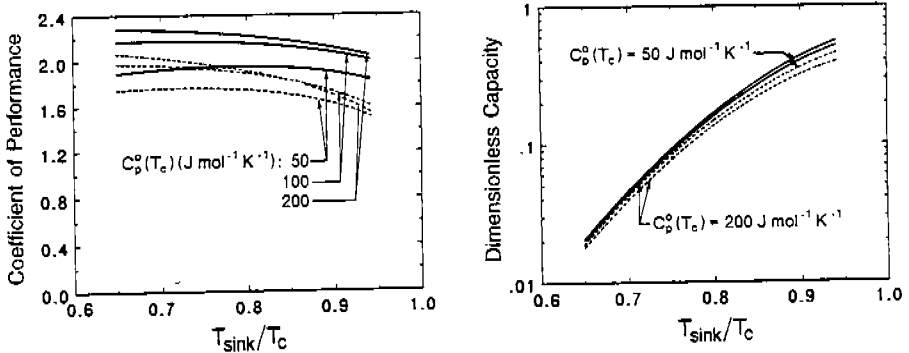 Coefficient of Performance
2.4
2.0
1.6
1.2
0.8
0.4
0.0
C°p(Tc) (J mol⁻¹ K⁻¹): 50
100
200
0.6 0.7 0.8 0.9 1.0
Tsink/Tc
Dimensionless Capacity
1
.1
.01
C°p(Tc) = 50 J mol⁻¹ K⁻¹
C°p(Tc) = 200 J mol⁻¹ K⁻¹
0.6 0.7 0.8 0.9 1.0
Tsink/Tc